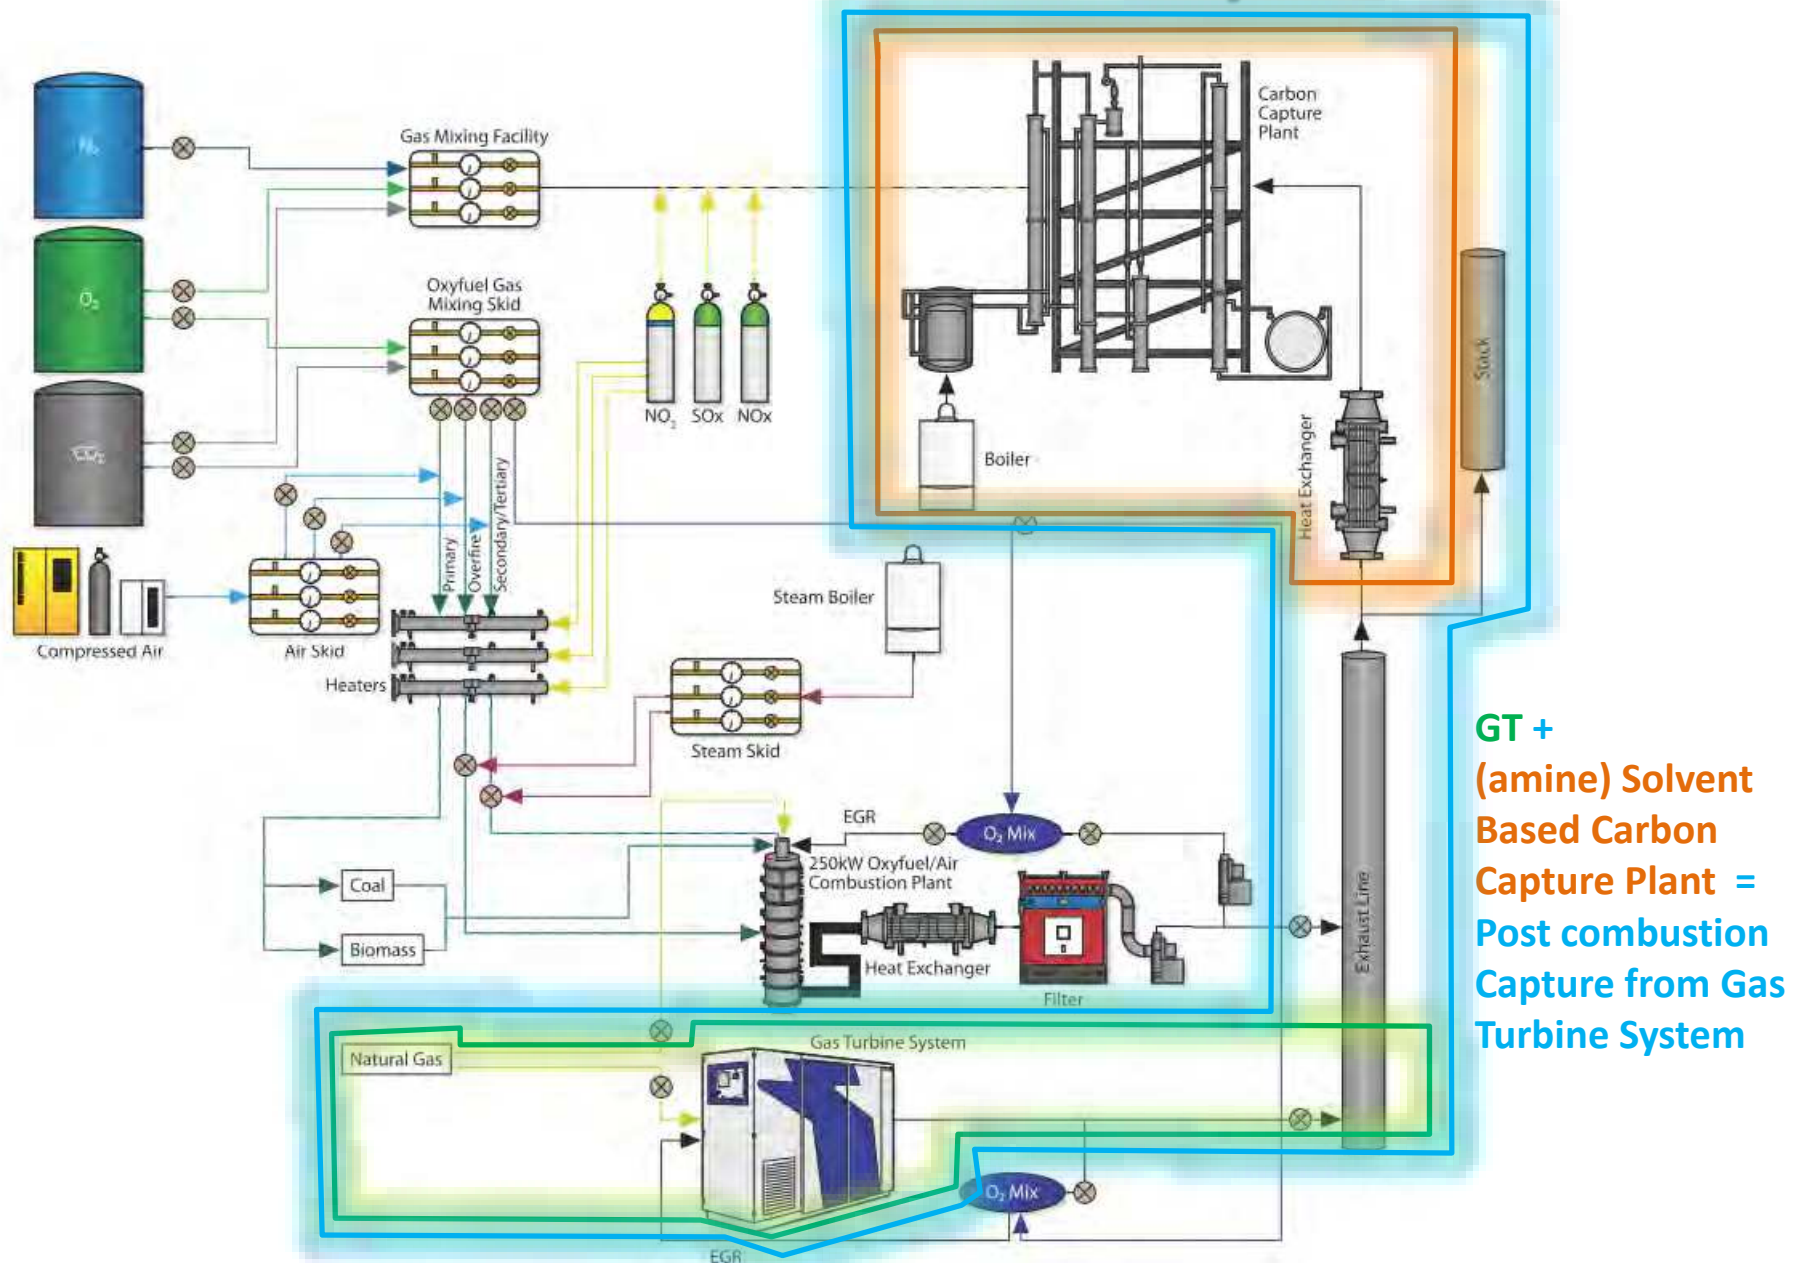 N₂
Gas Mixing Facility
Carbon
Capture
Plant
O₂
Oxyfuel Gas
Mixing Skid
Stack
NO₂
SOx
NOx
CO₂
Boiler
Heat Exchanger
Primary
Overfire
Secondary/Tertiary
Steam Boiler
Compressed Air
Air Skid
Heaters
Steam Skid
GT +
(amine) Solvent
Based Carbon
Capture Plant =
Post combustion
Capture from Gas
Turbine System
EGR
O₂ Mix
250kW Oxyfuel/Air
Combustion Plant
Coal
Biomass
Heat Exchanger
Filter
Exhaust Line
Natural Gas
Gas Turbine System
O₂ Mix
EGR